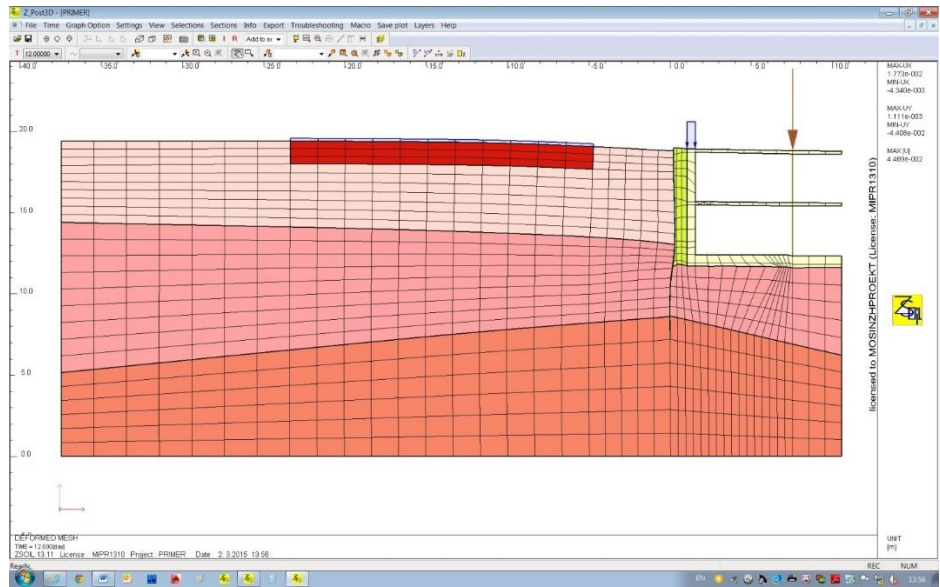 Z_Post3D - [PRIMER]
File Time Graph Option Settings View Selections Sections Info Export Troubleshooting Macro Save plot Layers Help
I R Add to sv
T 12.00000
-40.0 -35.0 -30.0 -25.0 -20.0 -15.0 -10.0 -5.0 0.0 5.0 10.0
20.0
15.0
10.0
5.0
0.0
-5.0
MAX-UX
1.773e-002
MIN-UX
-4.340e-003
MAX-UY
1.111e-003
MIN-UY
-4.408e-002
MAX |U|
4.489e-002
licensed to MOSINZHPROEKT (License: MIPR1310)
UNIT
[m]
DEFORMED MESH
TIME = 12.000[day]
ZSOIL 13.11 License : MIPR1310 Project : PRIMER Date : 2. 3.2015 13:56
Ready
REC NUM
EN 13:56